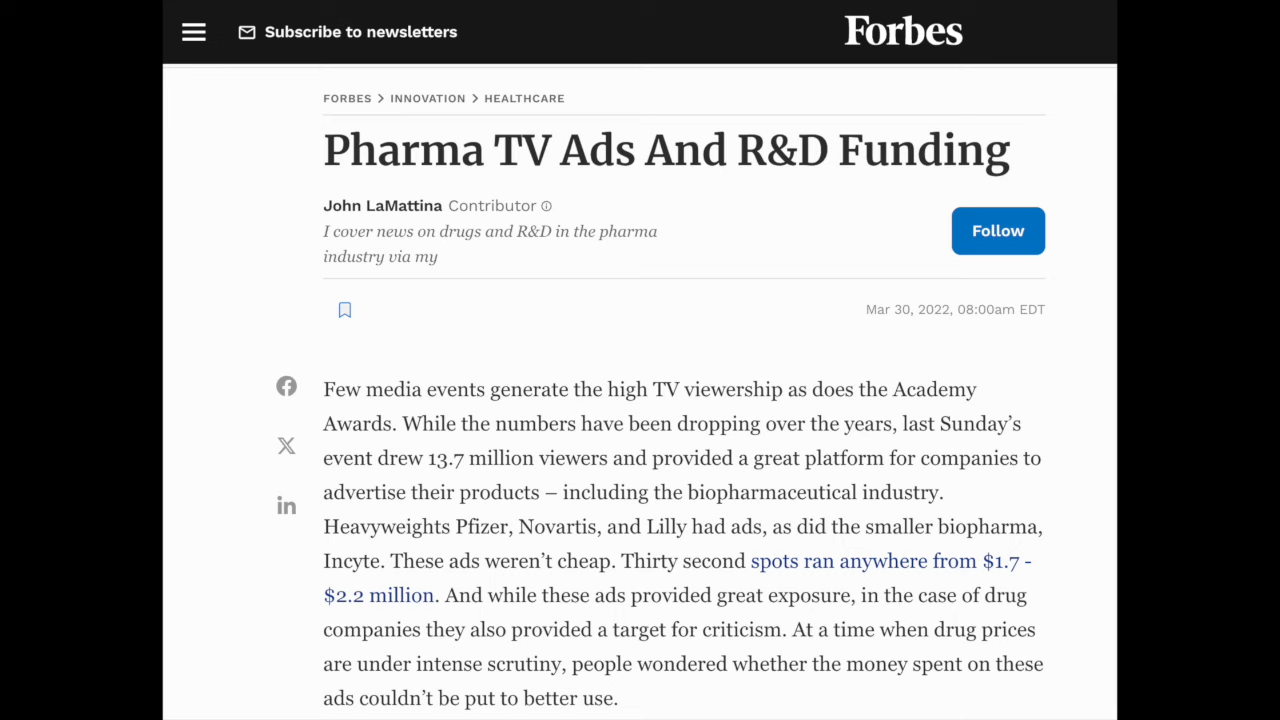 Subscribe to newsletters
Forbes
FORBES > INNOVATION > HEALTHCARE
Pharma TV Ads And R&D Funding
John LaMattina Contributor
I cover news on drugs and R&D in the pharma
industry via my
Follow
Mar 30, 2022, 08:00am EDT
Few media events generate the high TV viewership as does the Academy
Awards. While the numbers have been dropping over the years, last Sunday’s
event drew 13.7 million viewers and provided a great platform for companies to
advertise their products – including the biopharmaceutical industry.
Heavyweights Pfizer, Novartis, and Lilly had ads, as did the smaller biopharma,
Incyte. These ads weren’t cheap. Thirty second spots ran anywhere from $1.7 -
$2.2 million. And while these ads provided great exposure, in the case of drug
companies they also provided a target for criticism. At a time when drug prices
are under intense scrutiny, people wondered whether the money spent on these
ads couldn’t be put to better use.